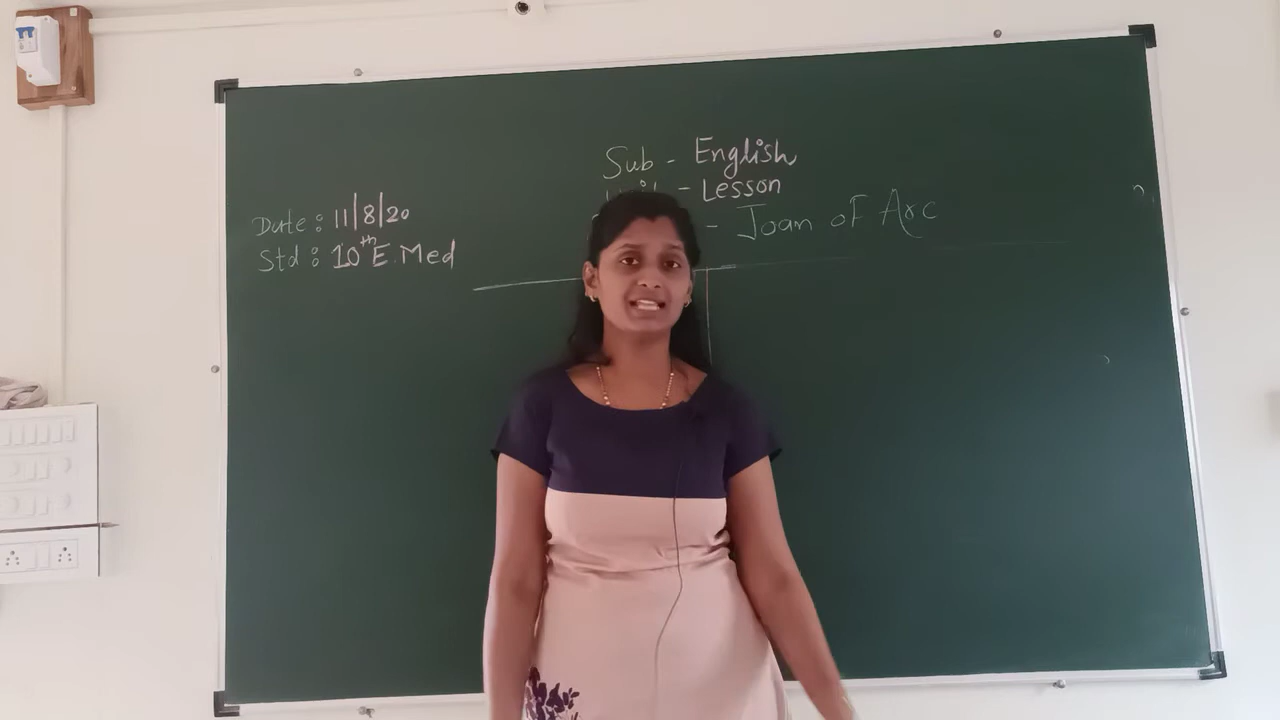 Date : 11/8/20
Std : 10th E.Med
Sub - English
- Lesson
- Joan of Arc